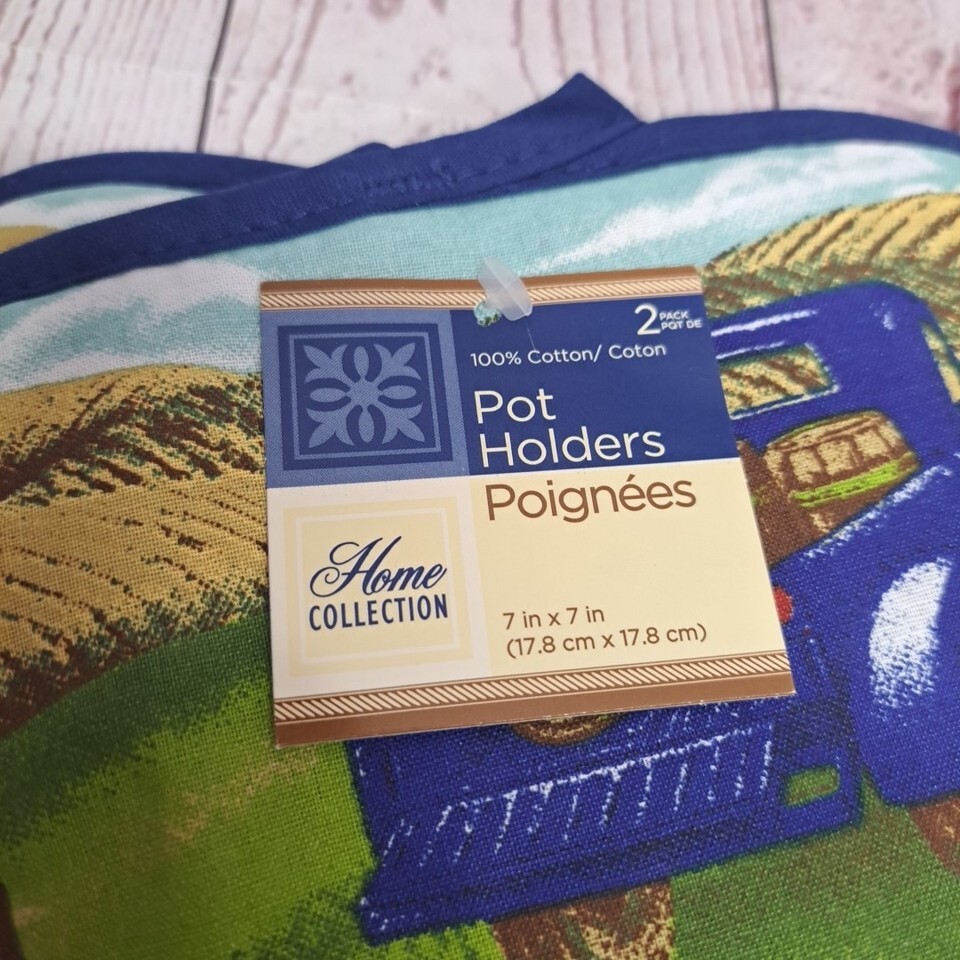 2 PACK
PQT DE
100% Cotton/ Coton
Pot
Holders
Poignées
Home
COLLECTION
7 in x 7 in
(17.8 cm x 17.8 cm)